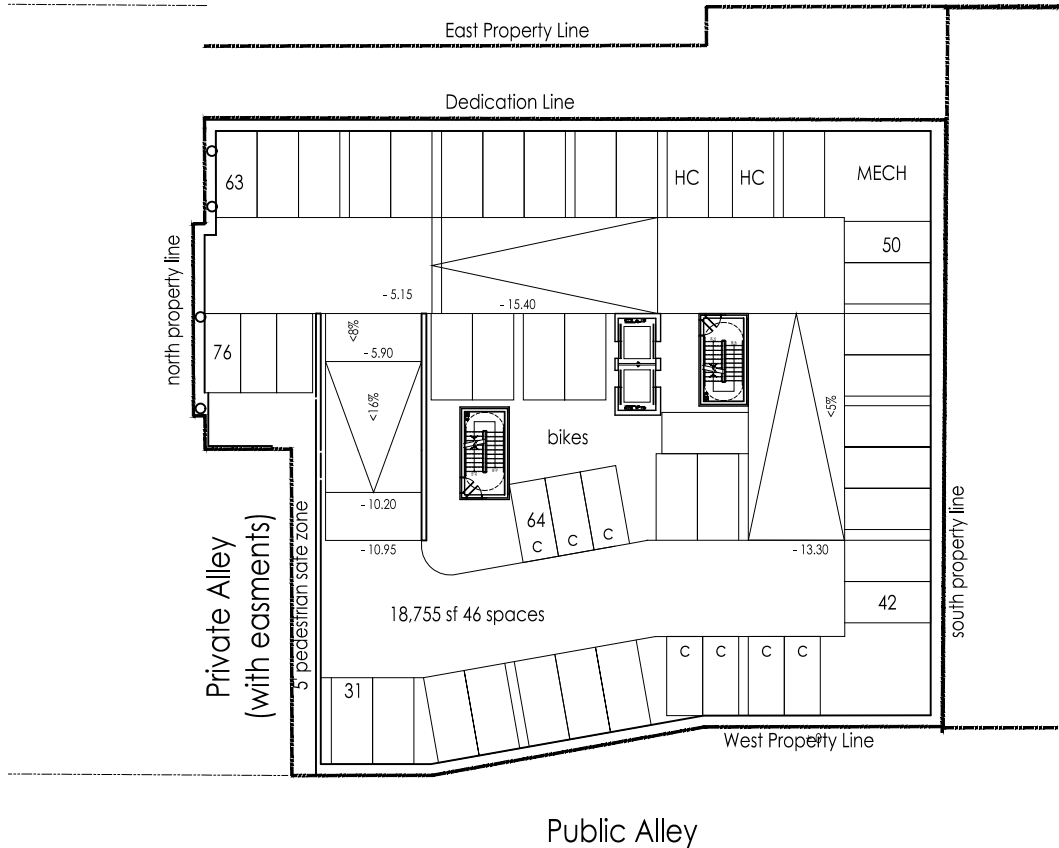 East Property Line
Dedication Line
63
HC
HC
MECH
50
north property line
- 5.15
- 15.40
<8%
- 5.90
76
<16%
<5%
bikes
- 10.20
64
C
C
C
- 10.95
- 13.30
Private Alley
(with easments)
5' pedestrian safe zone
south property line
18,755 sf 46 spaces
42
C
C
C
C
31
West Property Line
Public Alley